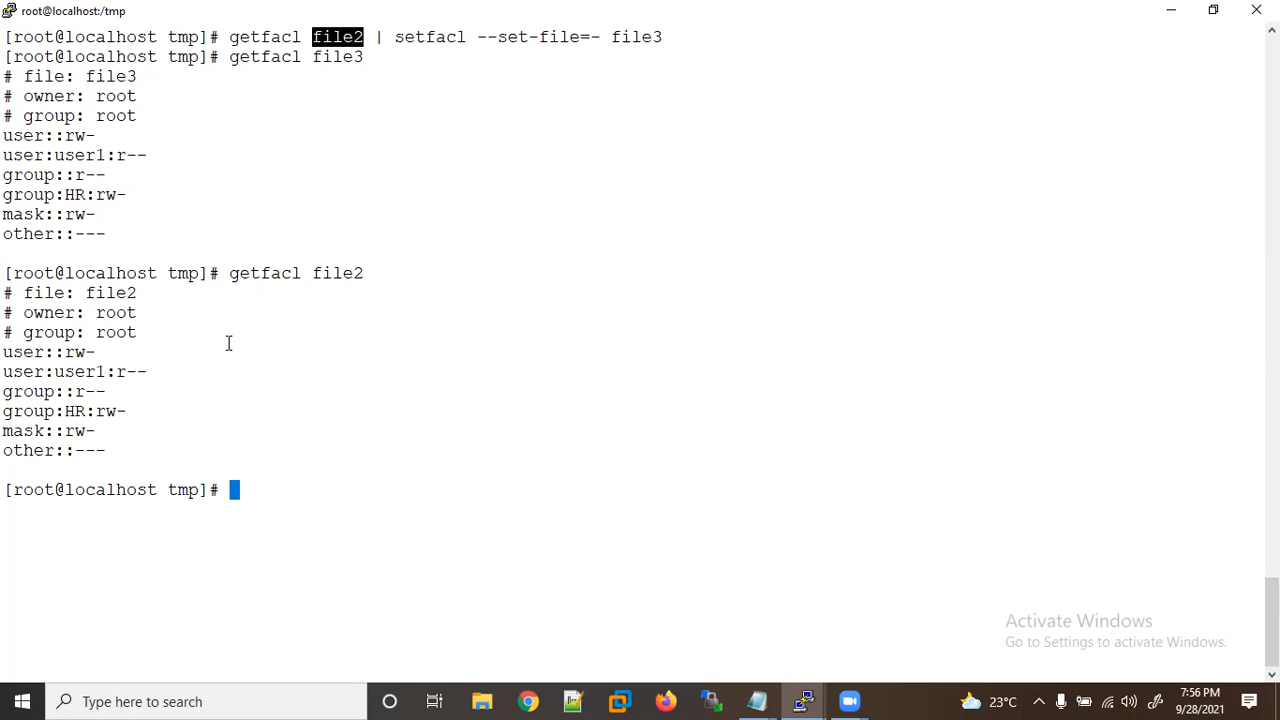 root@localhost:/tmp
[root@localhost tmp]# getfacl file2 | setfacl --set-file=- file3
[root@localhost tmp]# getfacl file3
# file: file3
# owner: root
# group: root
user::rw-
user:user1:r--
group::r--
group:HR:rw-
mask::rw-
other::---
[root@localhost tmp]# getfacl file2
# file: file2
# owner: root
# group: root
user::rw-
user:user1:r--
group::r--
group:HR:rw-
mask::rw-
other::---
[root@localhost tmp]#
Activate Windows
Go to Settings to activate Windows.
Type here to search
23°C
7:56 PM
9/28/2021